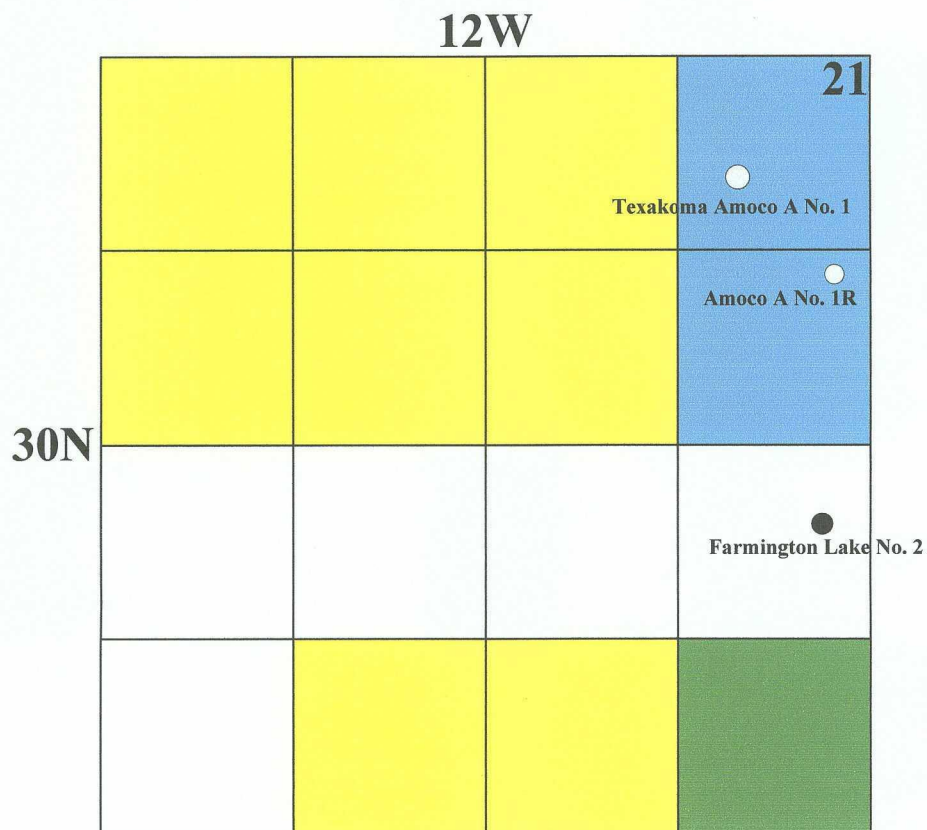 12W
21
Texakoma Amoco A No. 1
Amoco A No. 1R
30N
Farmington Lake No. 2